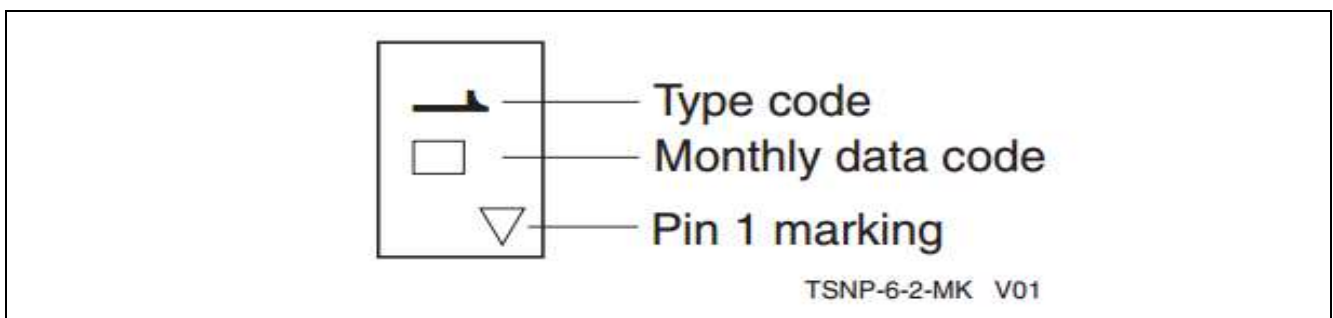 Type code
Monthly data code
Pin 1 marking
TSNP-6-2-MK V01